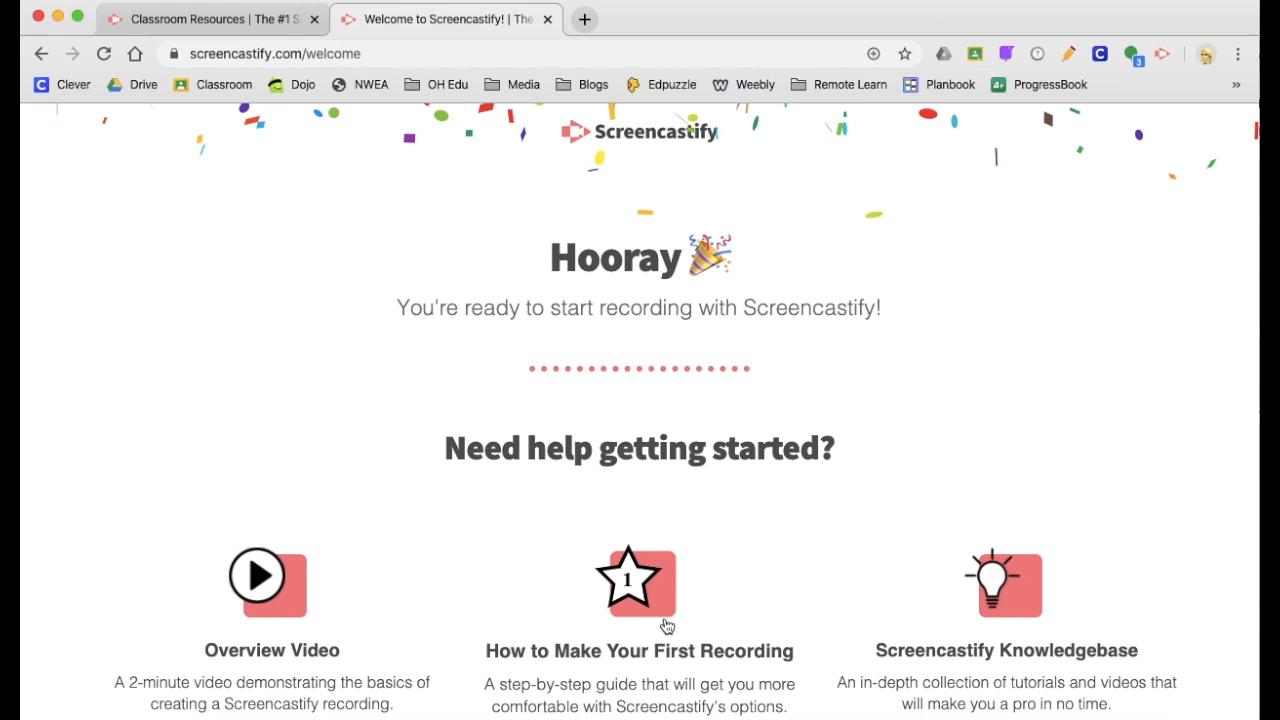 Classroom Resources | The #1 S
Welcome to Screencastify! | The
screencastify.com/welcome
3
Clever Drive Classroom Dojo NWEA OH Edu Media Blogs Edpuzzle Weebly Remote Learn Planbook ProgressBook »
Screencastify
Hooray
You're ready to start recording with Screencastify!
Need help getting started?
1
Overview Video
A 2-minute video demonstrating the basics of
creating a Screencastify recording.
How to Make Your First Recording
A step-by-step guide that will get you more
comfortable with Screencastify's options.
Screencastify Knowledgebase
An in-depth collection of tutorials and videos that
will make you a pro in no time.